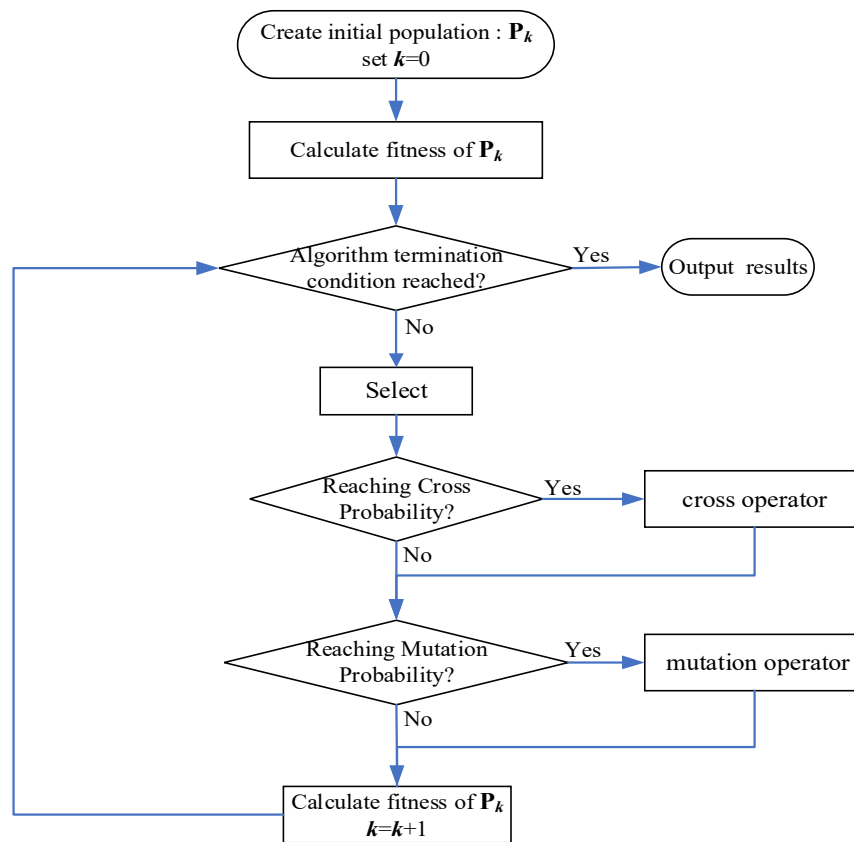 Create initial population : Pk
set k=0
Calculate fitness of Pk
Algorithm termination
condition reached?
Yes
Output results
No
Select
Reaching Cross
Probability?
Yes
cross operator
No
Reaching Mutation
Probability?
Yes
mutation operator
No
Calculate fitness of Pk
k=k+1